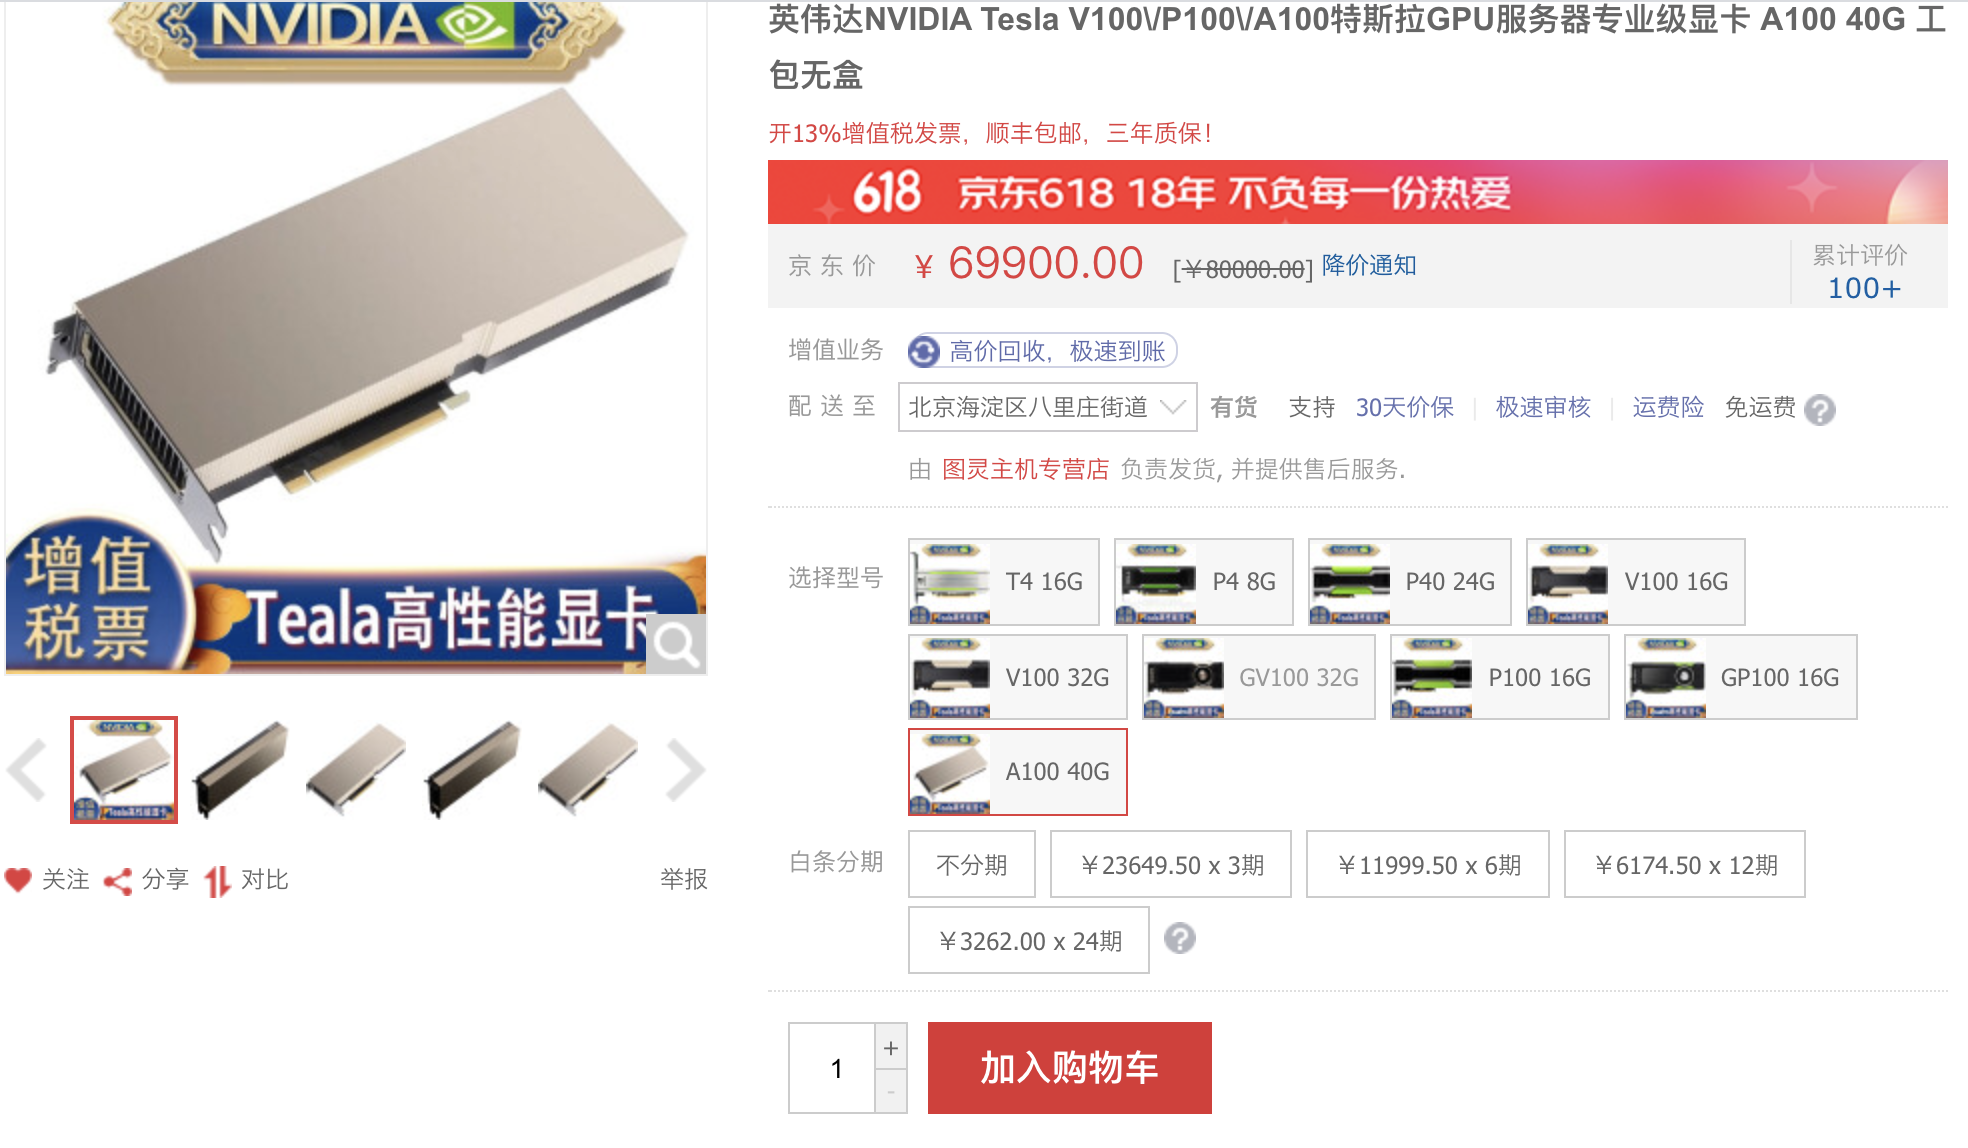 NVIDIA
英伟达NVIDIA Tesla V100\/P100\/A100特斯拉GPU服务器专业级显卡 A100 40G 工
包无盒
开13%增值税发票，顺丰包邮，三年质保！
618 京东618 18年 不负每一份热爱
京东价 ￥ 69900.00 [￥80000.00] 降价通知
累计评价
100+
增值业务 高价回收，极速到账
配送至 北京海淀区八里庄街道 有货 支持 30天价保 极速审核 运费险 免运费 ?
由 图灵主机专营店 负责发货, 并提供售后服务.
选择型号 T4 16G P4 8G P40 24G V100 16G
V100 32G GV100 32G P100 16G GP100 16G
A100 40G
白条分期 不分期 ￥23649.50 x 3期 ￥11999.50 x 6期 ￥6174.50 x 12期
￥3262.00 x 24期 ?
1 + -
加入购物车
增值
税票
Teala高性能显卡
关注 分享 对比 举报